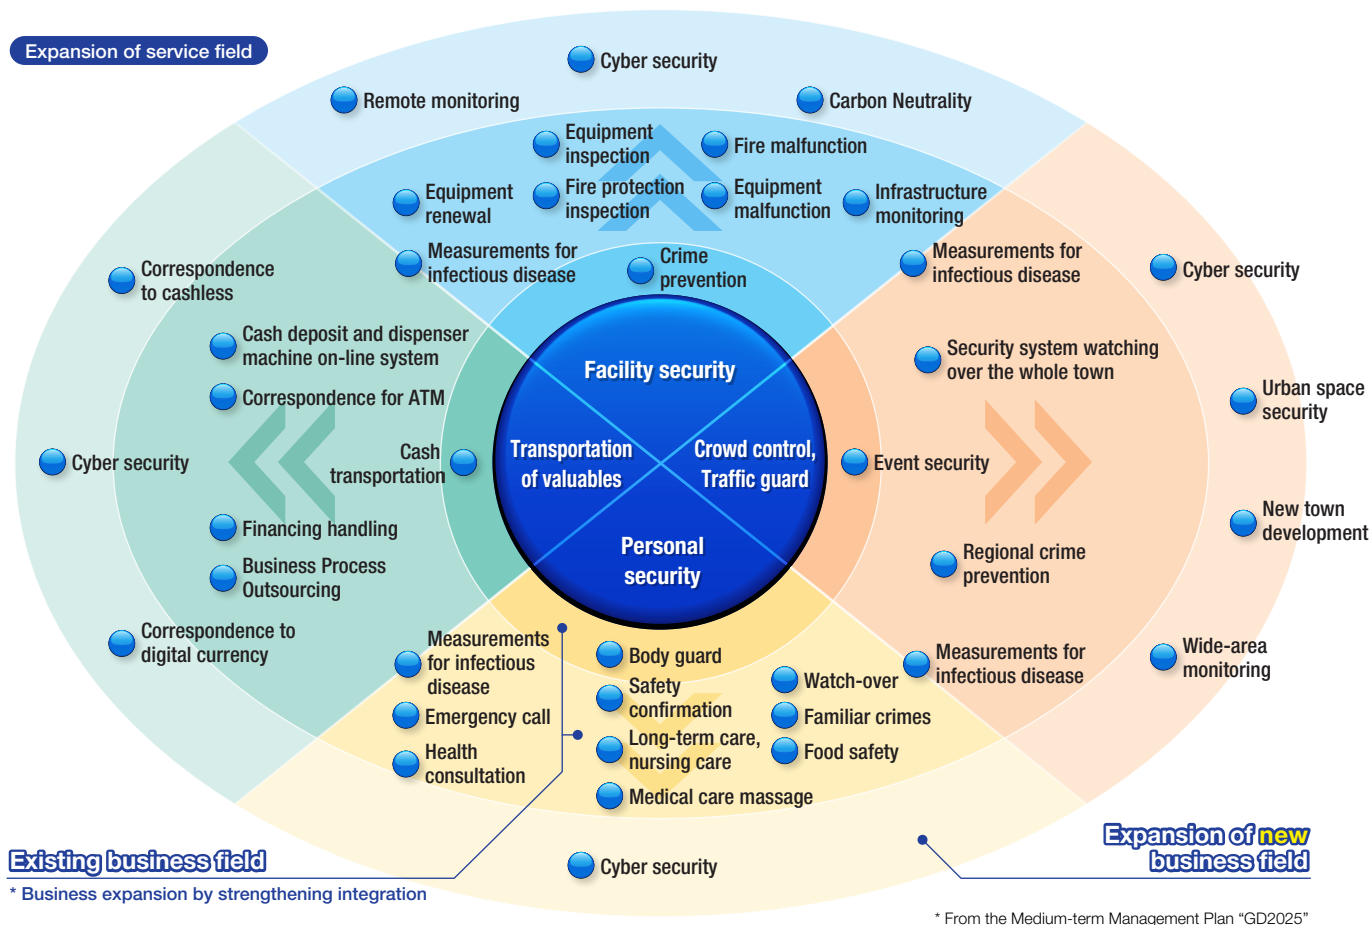 Expansion of service field
Cyber security
Remote monitoring
Carbon Neutrality
Equipment
inspection
Fire malfunction
Equipment
renewal
Fire protection
inspection
Equipment
malfunction
Infrastructure
monitoring
Measurements for
infectious disease
Crime
prevention
Measurements for
infectious disease
Correspondence
to cashless
Cyber security
Cash deposit and dispenser
machine on-line system
Security system watching
over the whole town
Facility security
Correspondence for ATM
Urban space
security
Cyber security
Cash
transportation
Transportation
of valuables
Crowd control,
Traffic guard
Event security
Financing handling
New town
development
Business Process
Outsourcing
Personal
security
Regional crime
prevention
Correspondence to
digital currency
Measurements
for infectious
disease
Body guard
Measurements for
infectious disease
Wide-area
monitoring
Watch-over
Safety
confirmation
Emergency call
Familiar crimes
Long-term care,
nursing care
Food safety
Health
consultation
Medical care massage
Expansion of new
business field
Existing business field
Cyber security
* Business expansion by strengthening integration
* From the Medium-term Management Plan “GD2025”